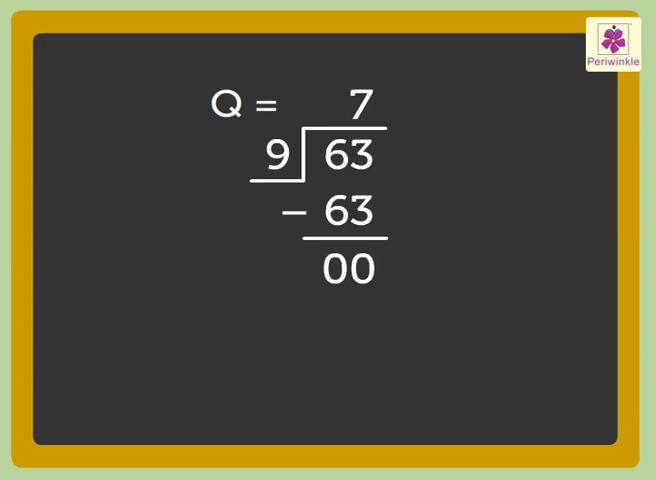 Periwinkle
Q = 7
9 63
– 63
00